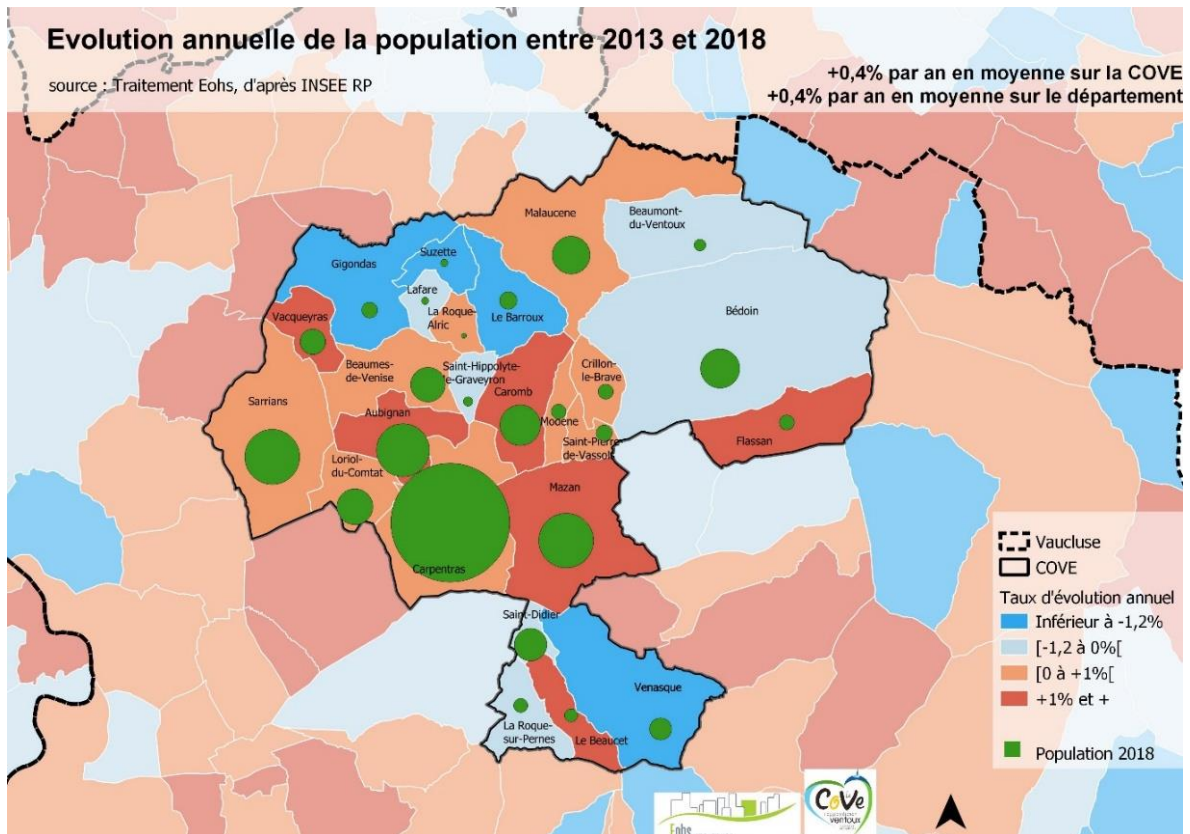 Evolution annuelle de la population entre 2013 et 2018
source : Traitement Eohs, d'après INSEE RP
+0,4% par an en moyenne sur la COVE
+0,4% par an en moyenne sur le département
Malaucene
Beaumont-
du-Ventoux
Suzette
Gigondas
Lafare
La Roque-
Alric
Le Barroux
Bédoin
Vacqueyras
Beaumes-
de-Venise
Saint-Hippolyte-
le-Graveyron
Crillon-
le-Brave
Caromb
Sarrians
Aubignan
Modène
Saint-Pierre-
de-Vassols
Flassan
Loriol-
du-Comtat
Mazan
Carpentras
Saint-Didier
Venasque
La Roque-
sur-Pernes
Le Beaucet
Vaucluse
COVE
Taux d'évolution annuel
Inférieur à -1,2%
[-1,2 à 0%[
[0 à +1%[
+1% et +
Population 2018
Eohs
CoVe
ventoux